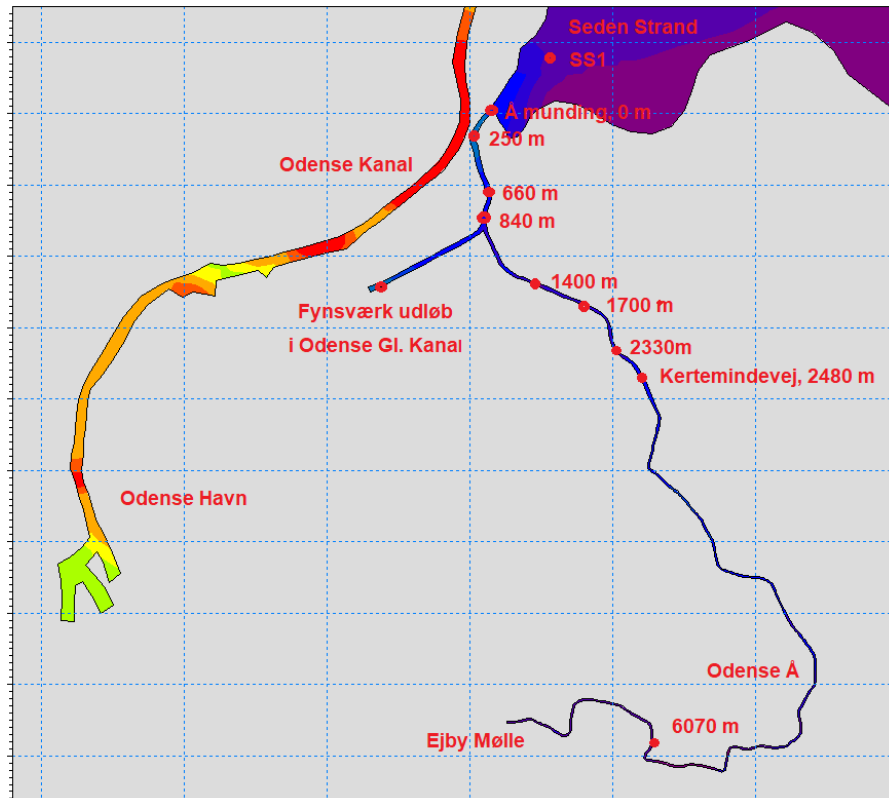 Seden Strand
SS1
Å munding, 0 m
250 m
Odense Kanal
660 m
840 m
1400 m
Fynsværk udløb
1700 m
i Odense Gl. Kanal
2330m
Kertemindevej, 2480 m
Odense Havn
Odense Å
6070 m
Ejby Mølle